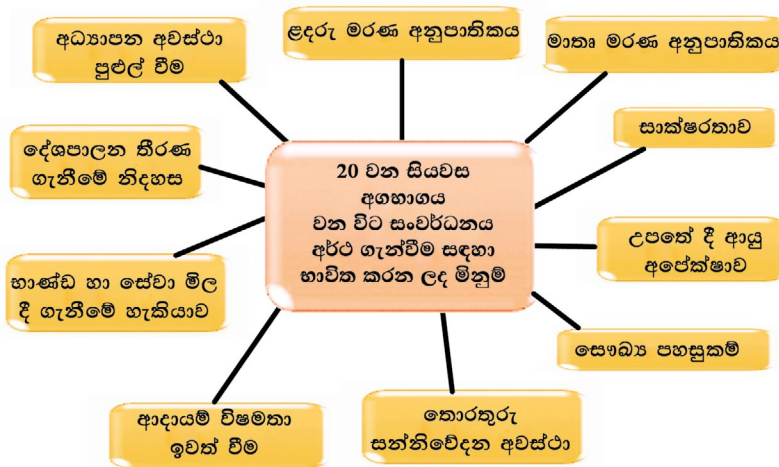 අධ්‍යාපන අවස්ථා
පුළුල් වීම
ළදරු මරණ අනුපාතිකය
මාතෘ මරණ අනුපාතිකය
දේශපාලන තීරණ
ගැනීමේ නිදහස
සාක්ෂරතාව
20 වන සියවස
අගභාගය
වන විට සංවර්ධනය
අර්ථ ගැන්වීම සඳහා
භාවිත කරන ලද මිනුම්
උපතේ දී ආයු
අපේක්ෂාව
භාණ්ඩ හා සේවා මිල
දී ගැනීමේ හැකියාව
සෞඛ්‍ය පහසුකම්
ආදායම් විෂමතා
ඉවත් වීම
තොරතුරු
සන්නිවේදන අවස්ථා